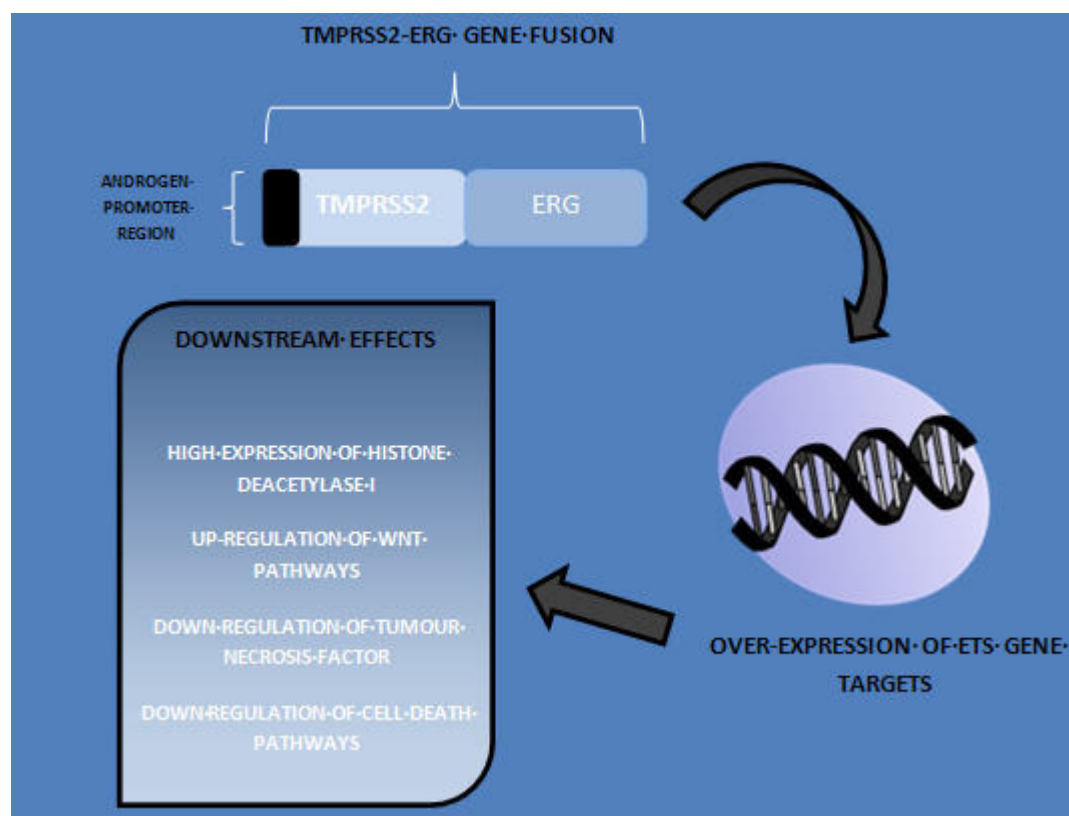 TMPRSS2-ERG· GENE·FUSION
ANDROGEN-
PROMOTER-
REGION
TMPRSS2
ERG
DOWNSTREAM· EFFECTS
HIGH·EXPRESSION·OF·HISTONE·
DEACETYLASE·I
UP-REGULATION·OF·WNT·
PATHWAYS
DOWN·REGULATION·OF·TUMOUR·
NECROSIS·FACTOR
DOWN·REGULATION·OF·CELL·DEATH·
PATHWAYS
OVER-EXPRESSION· OF·ETS· GENE·
TARGETS